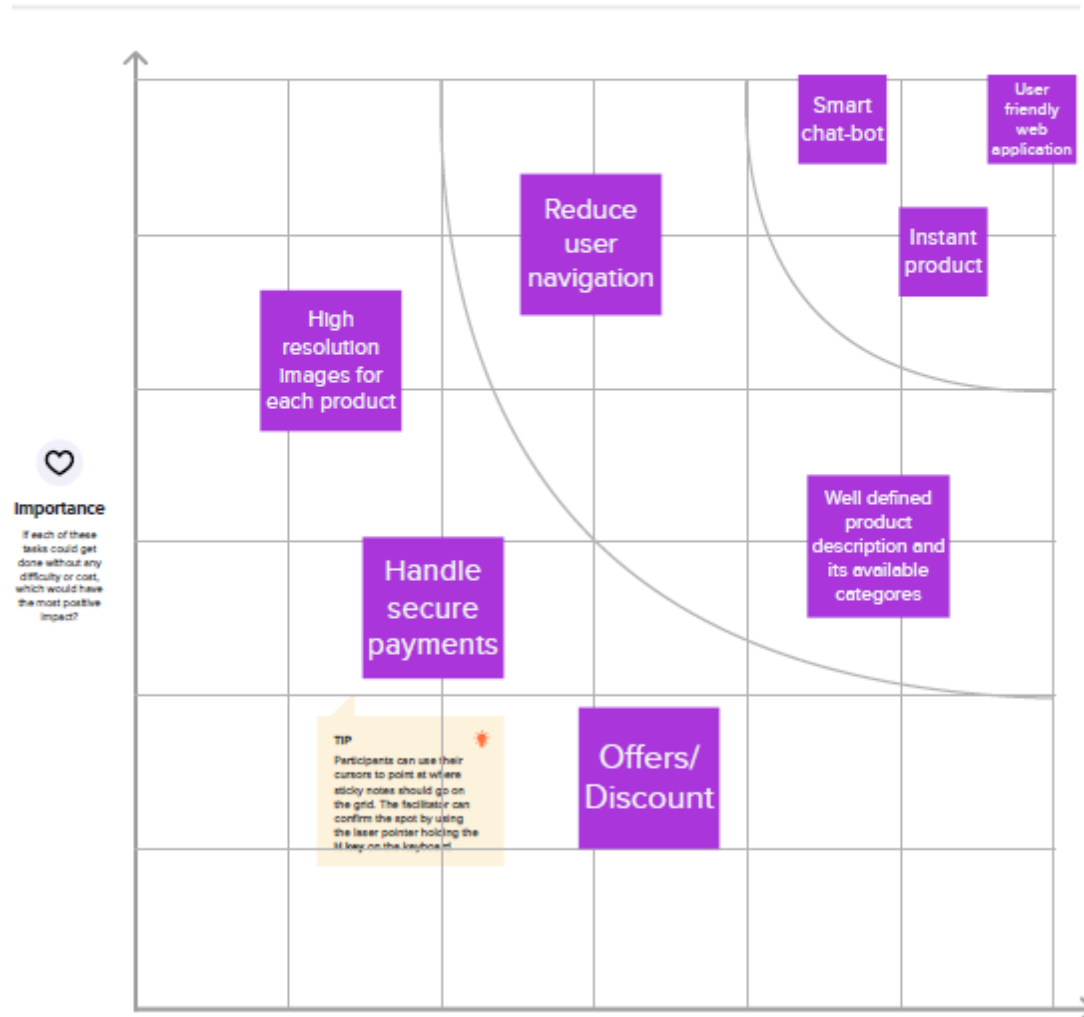 Smart
chat-bot
User
friendly
web
application
Reduce
user
navigation
Instant
product
High
resolution
images for
each product
Importance
If each of these
tasks could get
done without any
difficulty or cost,
which would have
the most positive
impact?
Well defined
product
description and
its available
categores
Handle
secure
payments
TIP
Participants can use their
cursors to point at where
sticky notes should go on
the grid. The facilitator can
confirm the spot by using
the laser pointer holding the
H key on the keyboard.
Offers/
Discount